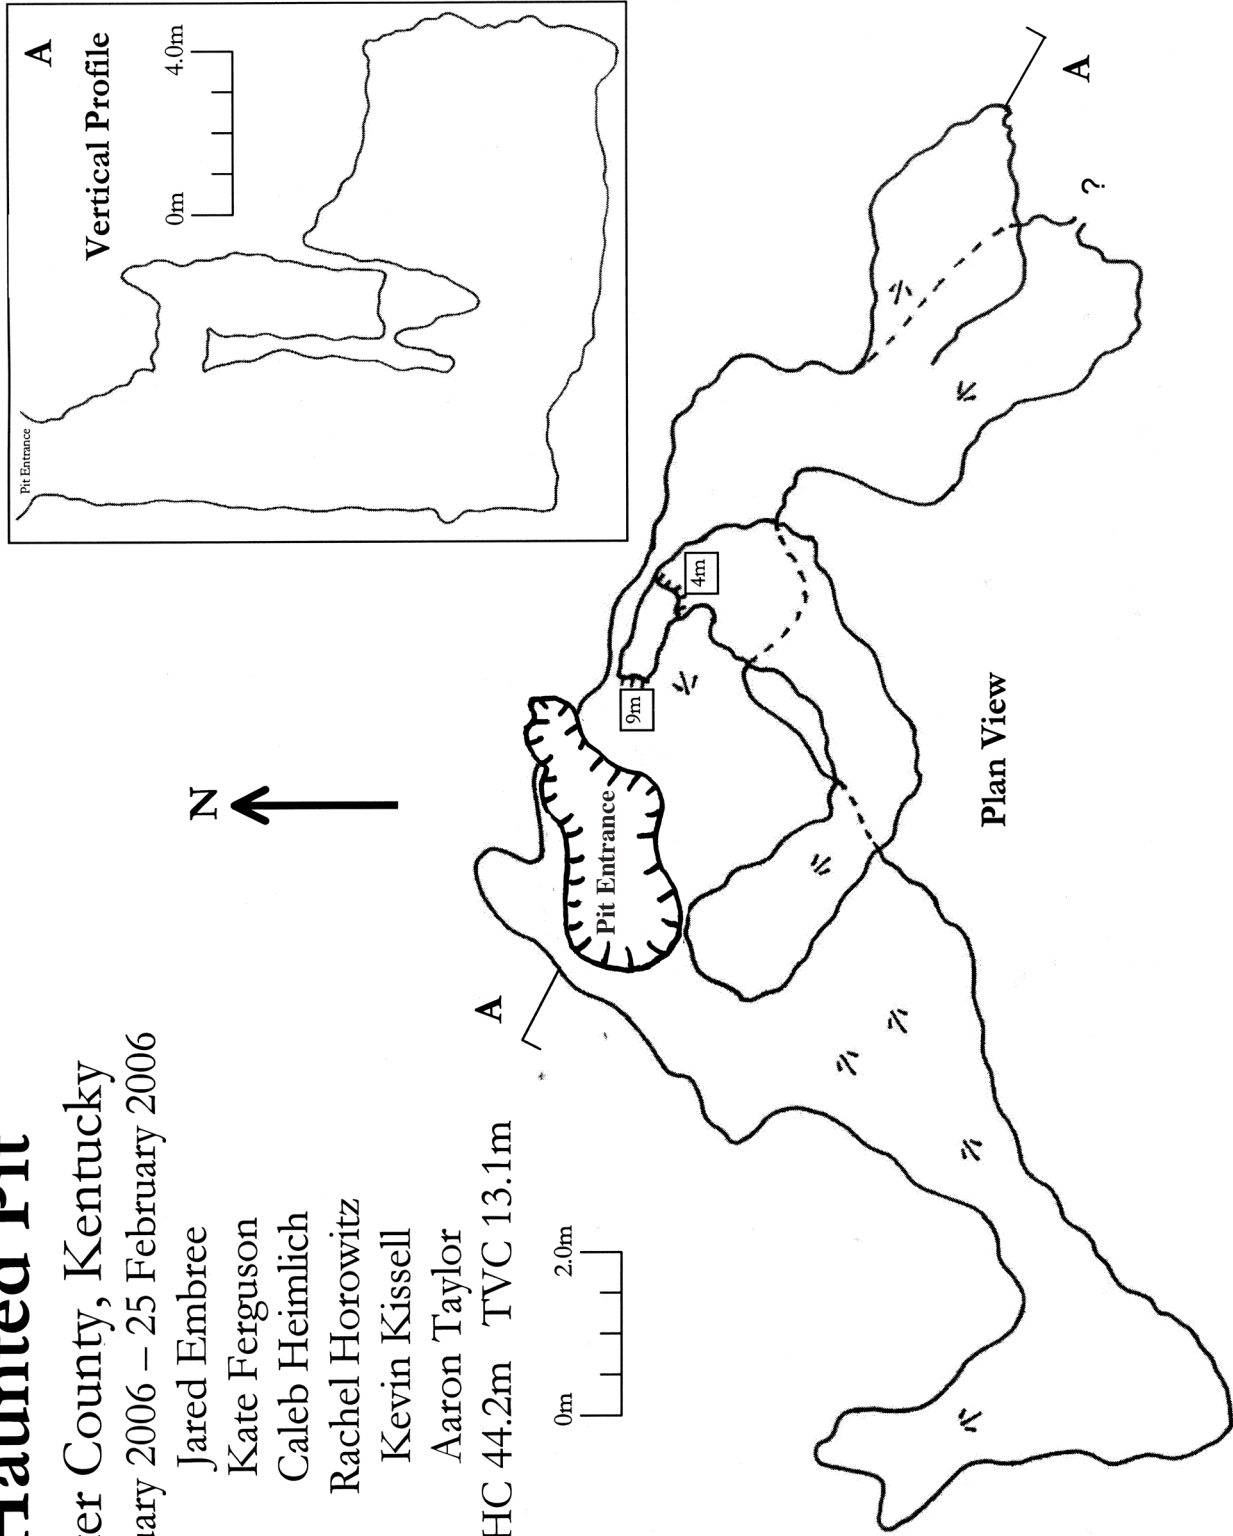 Haunted Pit
er County, Kentucky
uary 2006 – 25 February 2006
Jared Embree
Kate Ferguson
Caleb Heimlich
Rachel Horowitz
Kevin Kissell
Aaron Taylor
HC 44.2m TVC 13.1m
0m 2.0m
N
A
Pit Entrance
9m
4m
A
?
Plan View
A
Vertical Profile
0m 4.0m
Pit Entrance